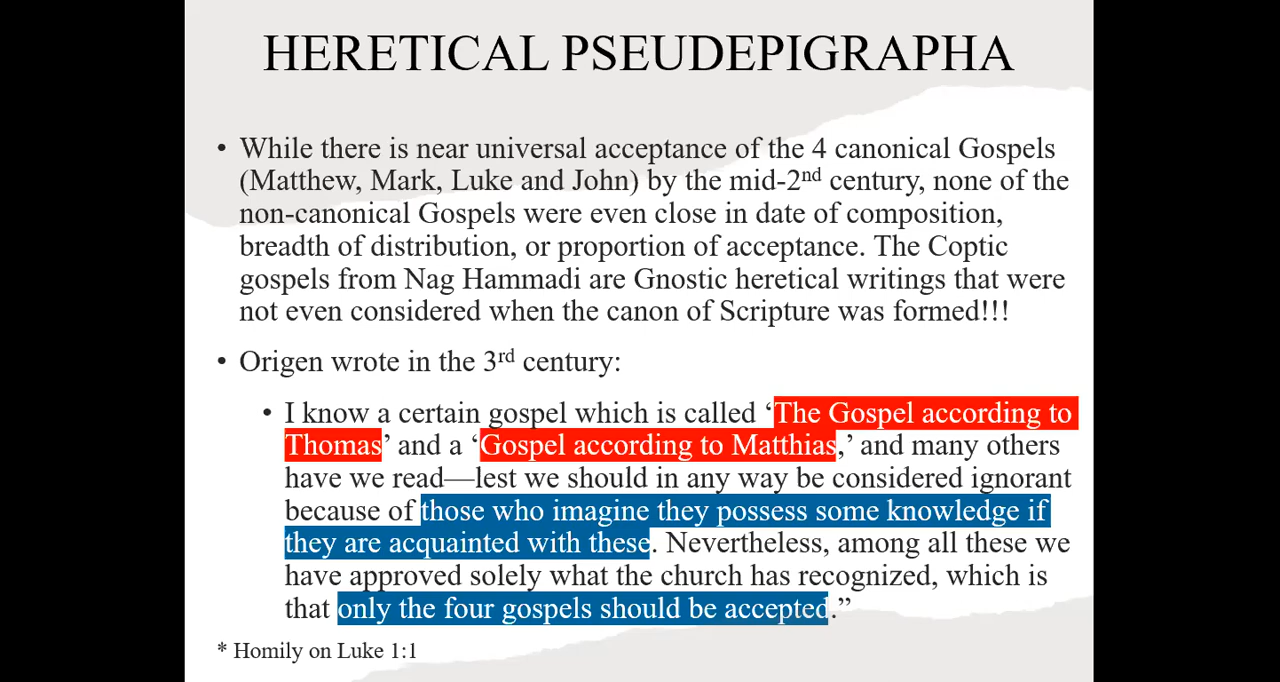 HERETICAL PSEUDEPIGRAPHA
• While there is near universal acceptance of the 4 canonical Gospels
(Matthew, Mark, Luke and John) by the mid-2nd century, none of the
non-canonical Gospels were even close in date of composition,
breadth of distribution, or proportion of acceptance. The Coptic
gospels from Nag Hammadi are Gnostic heretical writings that were
not even considered when the canon of Scripture was formed!!!
• Origen wrote in the 3rd century:
• I know a certain gospel which is called ‘The Gospel according to
Thomas’ and a ‘Gospel according to Matthias,’ and many others
have we read—lest we should in any way be considered ignorant
because of those who imagine they possess some knowledge if
they are acquainted with these. Nevertheless, among all these we
have approved solely what the church has recognized, which is
that only the four gospels should be accepted.”
* Homily on Luke 1:1